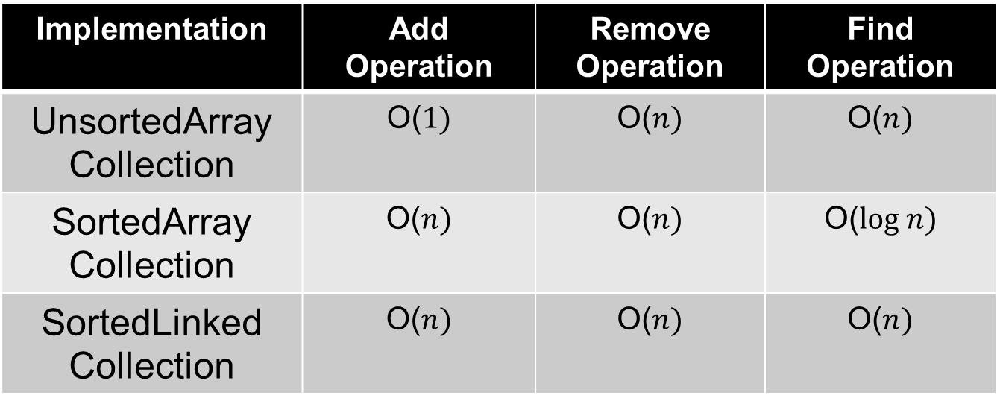 Implementation
Add
Operation
Remove
Operation
Find
Operation
UnsortedArray
Collection
O(1)
O(n)
O(n)
SortedArray
Collection
O(n)
O(n)
O(log n)
SortedLinked
Collection
O(n)
O(n)
O(n)